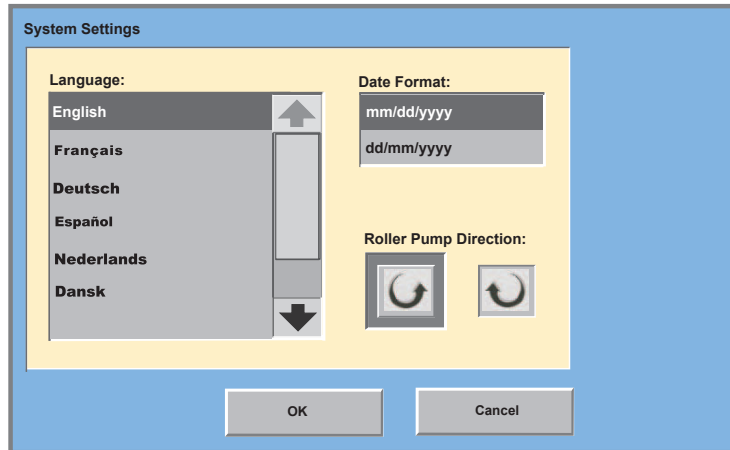 System Settings
Language:
English
Français
Deutsch
Español
Nederlands
Dansk
Date Format:
mm/dd/yyyy
dd/mm/yyyy
Roller Pump Direction:
OK
Cancel